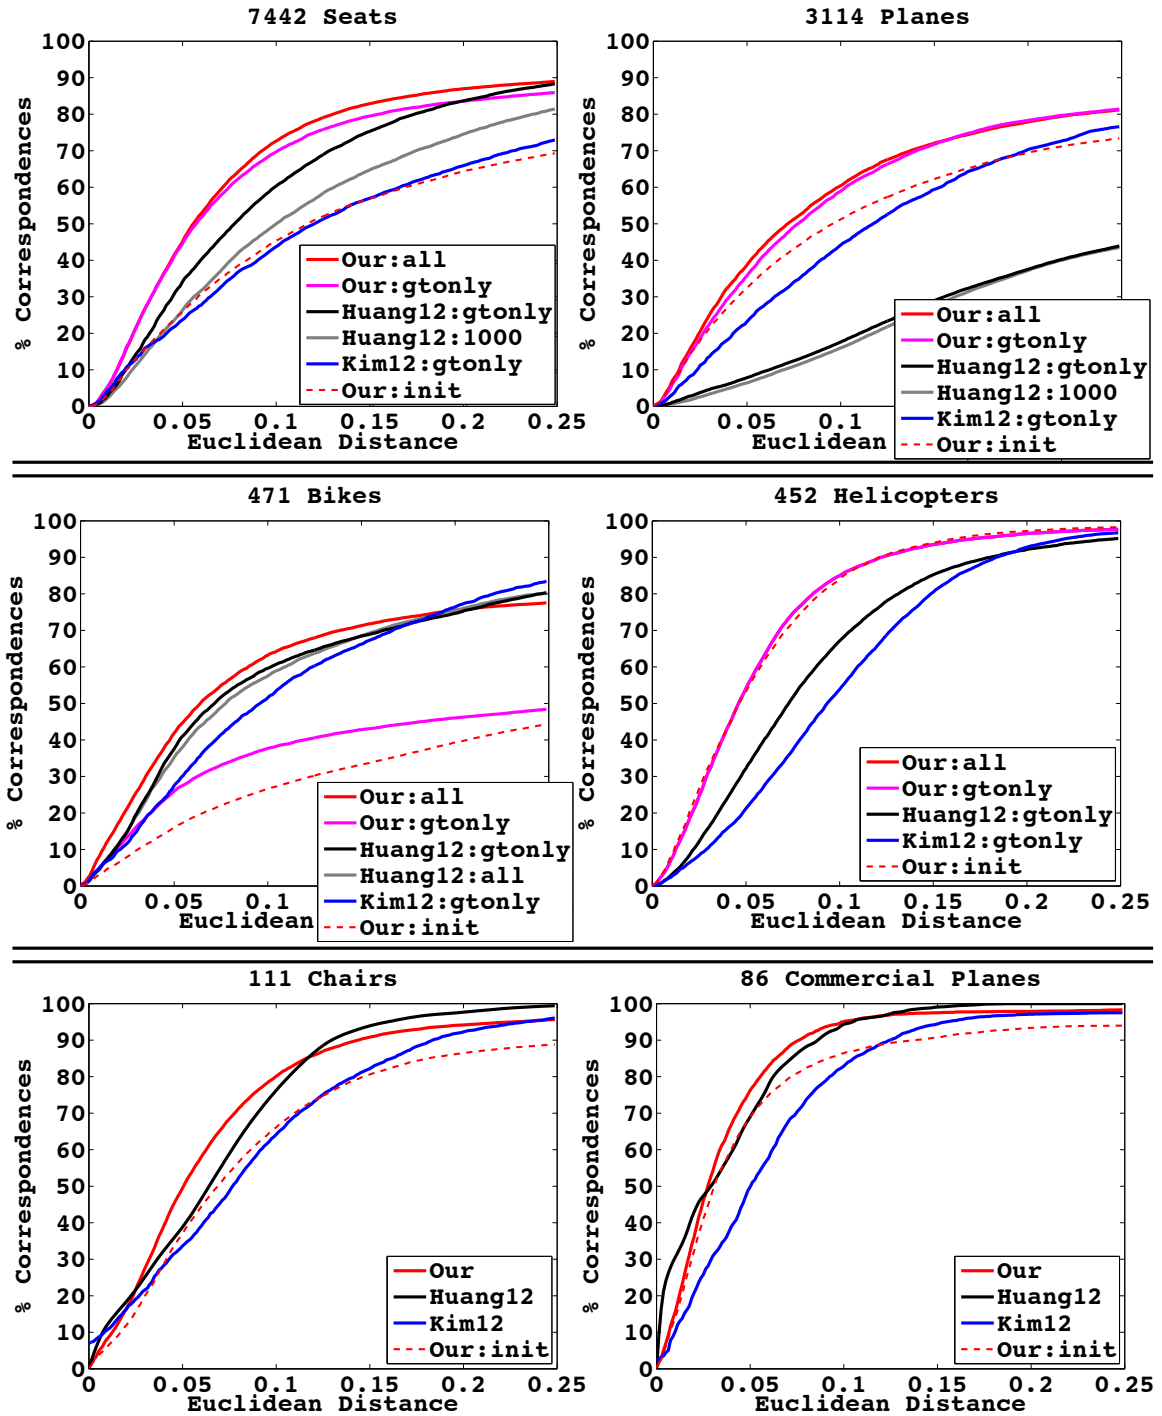 7442 Seats
% Correspondences
100
90
80
70
60
50
40
30
20
10
0
0 0.05 0.1 0.15 0.2 0.25
Euclidean Distance
Our:all
Our:gtonly
Huang12:gtonly
Huang12:1000
Kim12:gtonly
Our:init
3114 Planes
% Correspondences
100
90
80
70
60
50
40
30
20
10
0
0 0.05 0.1
Euclidean
Our:all
Our:gtonly
Huang12:gtonly
Huang12:1000
Kim12:gtonly
Our:init
471 Bikes
% Correspondences
100
90
80
70
60
50
40
30
20
10
0
0 0.05 0.1
Euclidean
Our:all
Our:gtonly
Huang12:gtonly
Huang12:all
Kim12:gtonly
Our:init
452 Helicopters
% Correspondences
100
90
80
70
60
50
40
30
20
10
0
0 0.05 0.1 0.15 0.2 0.25
Euclidean Distance
Our:all
Our:gtonly
Huang12:gtonly
Kim12:gtonly
Our:init
111 Chairs
% Correspondences
100
90
80
70
60
50
40
30
20
10
0
0 0.05 0.1 0.15 0.2 0.25
Euclidean Distance
Our
Huang12
Kim12
Our:init
86 Commercial Planes
% Correspondences
100
90
80
70
60
50
40
30
20
10
0
0 0.05 0.1 0.15 0.2 0.25
Euclidean Distance
Our
Huang12
Kim12
Our:init